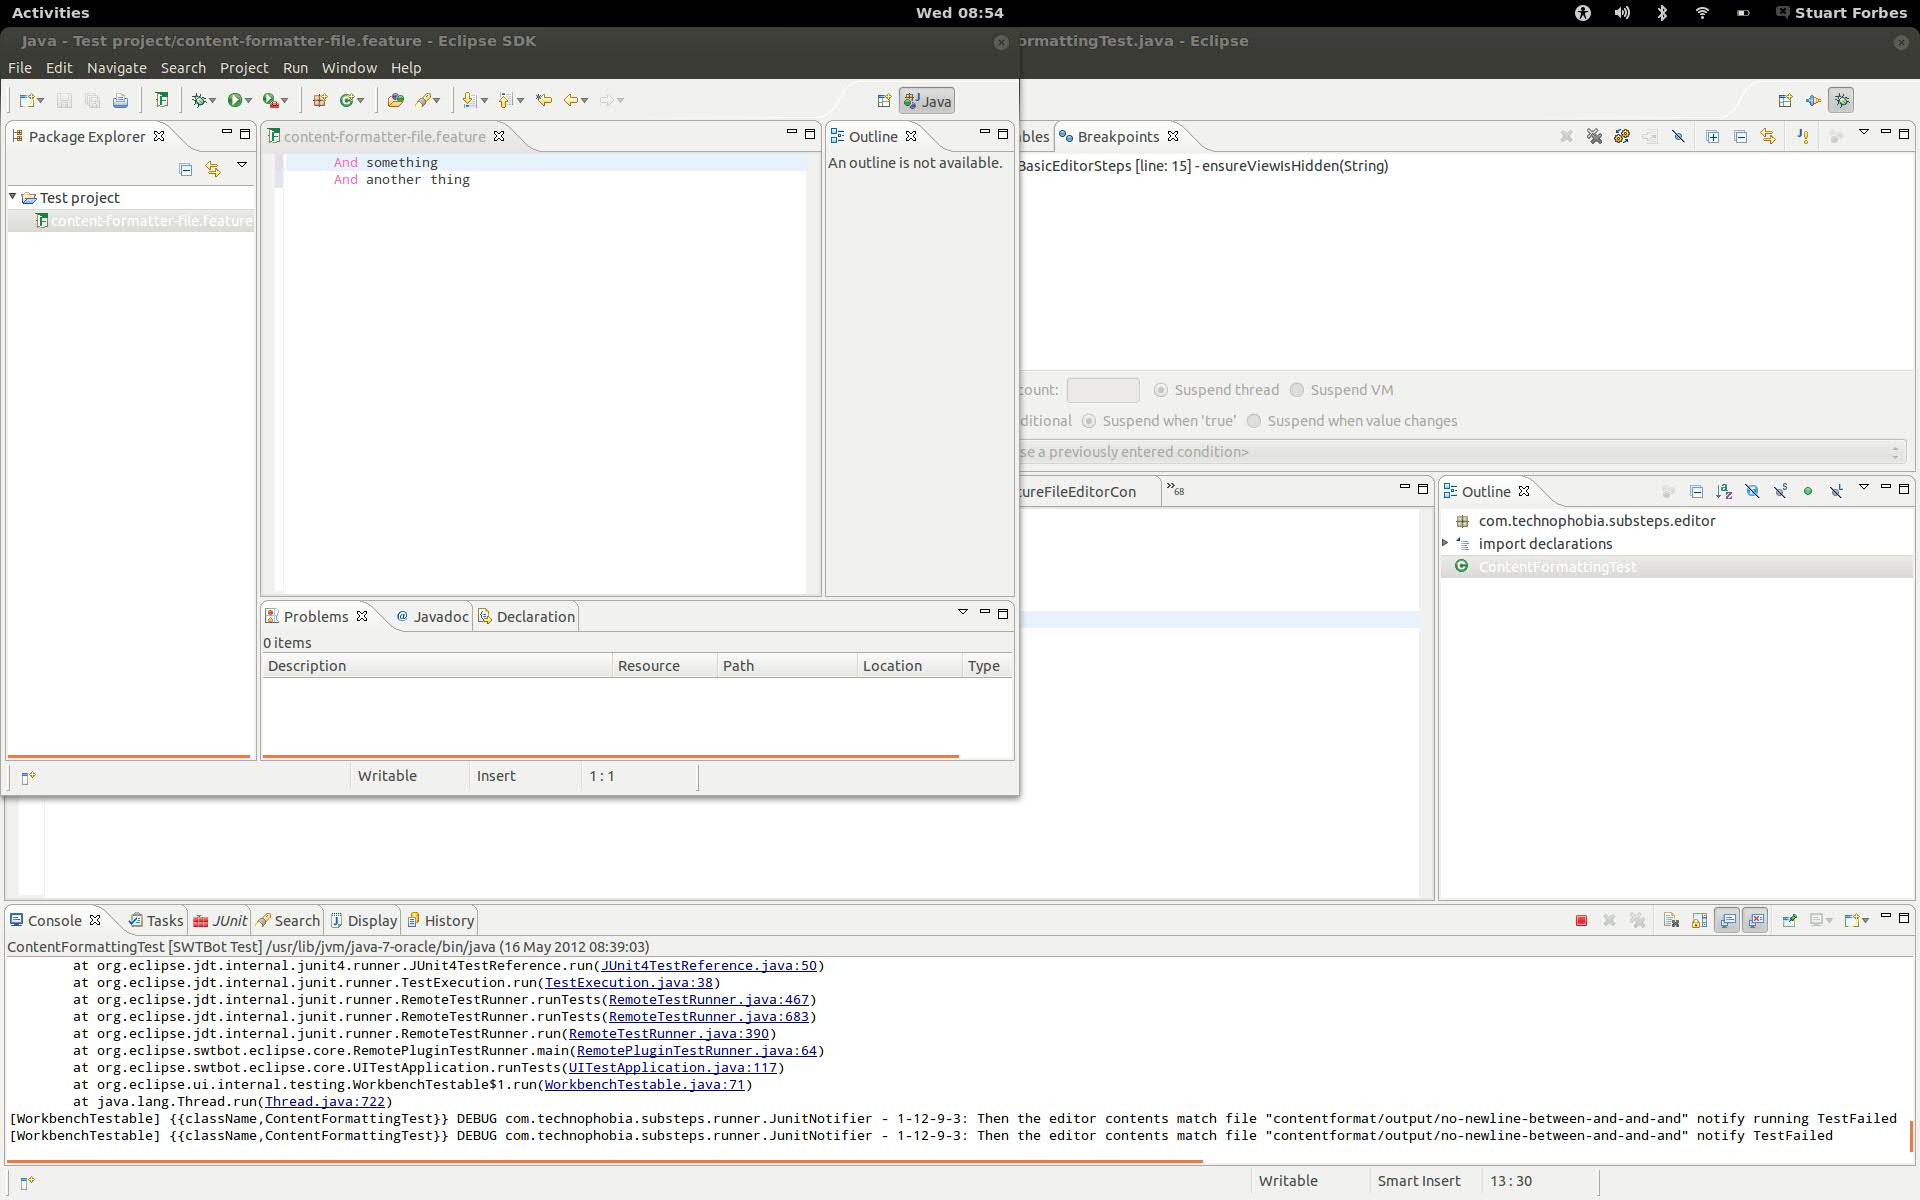 Activities
Wed 08:54
Stuart Forbes
Java - Test project/content-formatter-file.feature - Eclipse SDK
ormattingTest.java - Eclipse
File Edit Navigate Search Project Run Window Help
Java
Package Explorer
content-formatter-file.feature
Outline
bles
Breakpoints
And something
And another thing
An outline is not available.
BasicEditorSteps [line: 15] - ensureViewIsHidden(String)
Test project
content-formatter-file.feature
ount:
Suspend thread
Suspend VM
ditional
Suspend when 'true'
Suspend when value changes
se a previously entered condition>
tureFileEditorCon
»68
Outline
com.technophobia.substeps.editor
import declarations
ContentFormattingTest
Problems
Javadoc
Declaration
0 items
Description Resource Path Location Type
Writable Insert 1 : 1
Console Tasks JUnit Search Display History
ContentFormattingTest [SWTBot Test] /usr/lib/jvm/java-7-oracle/bin/java (16 May 2012 08:39:03)
at org.eclipse.jdt.internal.junit4.runner.JUnit4TestReference.run(JUnit4TestReference.java:50)
at org.eclipse.jdt.internal.junit.runner.TestExecution.run(TestExecution.java:38)
at org.eclipse.jdt.internal.junit.runner.RemoteTestRunner.runTests(RemoteTestRunner.java:467)
at org.eclipse.jdt.internal.junit.runner.RemoteTestRunner.runTests(RemoteTestRunner.java:683)
at org.eclipse.jdt.internal.junit.runner.RemoteTestRunner.run(RemoteTestRunner.java:390)
at org.eclipse.swtbot.eclipse.core.RemotePluginTestRunner.main(RemotePluginTestRunner.java:64)
at org.eclipse.swtbot.eclipse.core.UITestApplication.runTests(UITestApplication.java:117)
at org.eclipse.ui.internal.testing.WorkbenchTestable$1.run(WorkbenchTestable.java:71)
at java.lang.Thread.run(Thread.java:722)
[WorkbenchTestable] {{className,ContentFormattingTest}} DEBUG com.technophobia.substeps.runner.JunitNotifier - 1-12-9-3: Then the editor contents match file "contentformat/output/no-newline-between-and-and-and" notify running TestFailed
[WorkbenchTestable] {{className,ContentFormattingTest}} DEBUG com.technophobia.substeps.runner.JunitNotifier - 1-12-9-3: Then the editor contents match file "contentformat/output/no-newline-between-and-and-and" notify TestFailed
Writable Smart Insert 13 : 30